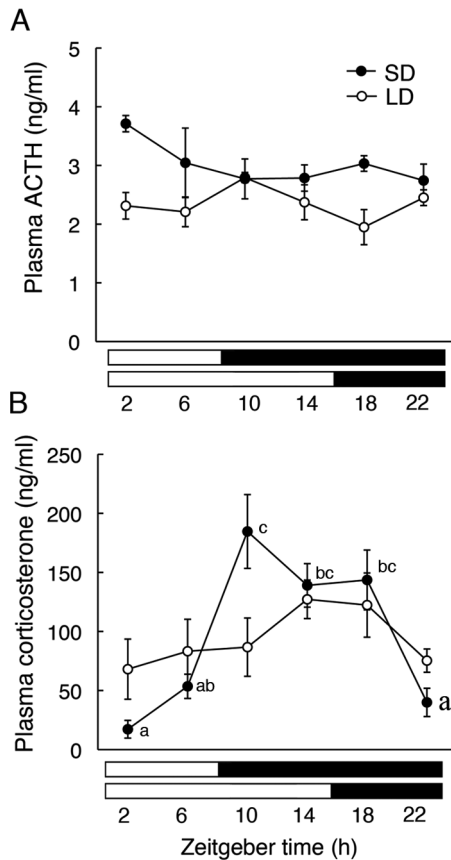 A
5
4
3
2
1
0
Plasma ACTH (ng/ml)
SD
LD
2 6 10 14 18 22
B
250
200
150
100
50
0
Plasma corticosterone (ng/ml)
c
bc
bc
ab
a
a
2 6 10 14 18 22
Zeitgeber time (h)